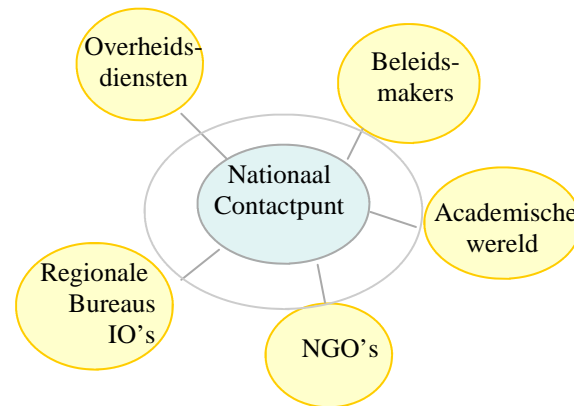 Overheids-
diensten
Beleids-
makers
Nationaal
Contactpunt
Academische
wereld
Regionale
Bureaus
IO’s
NGO’s